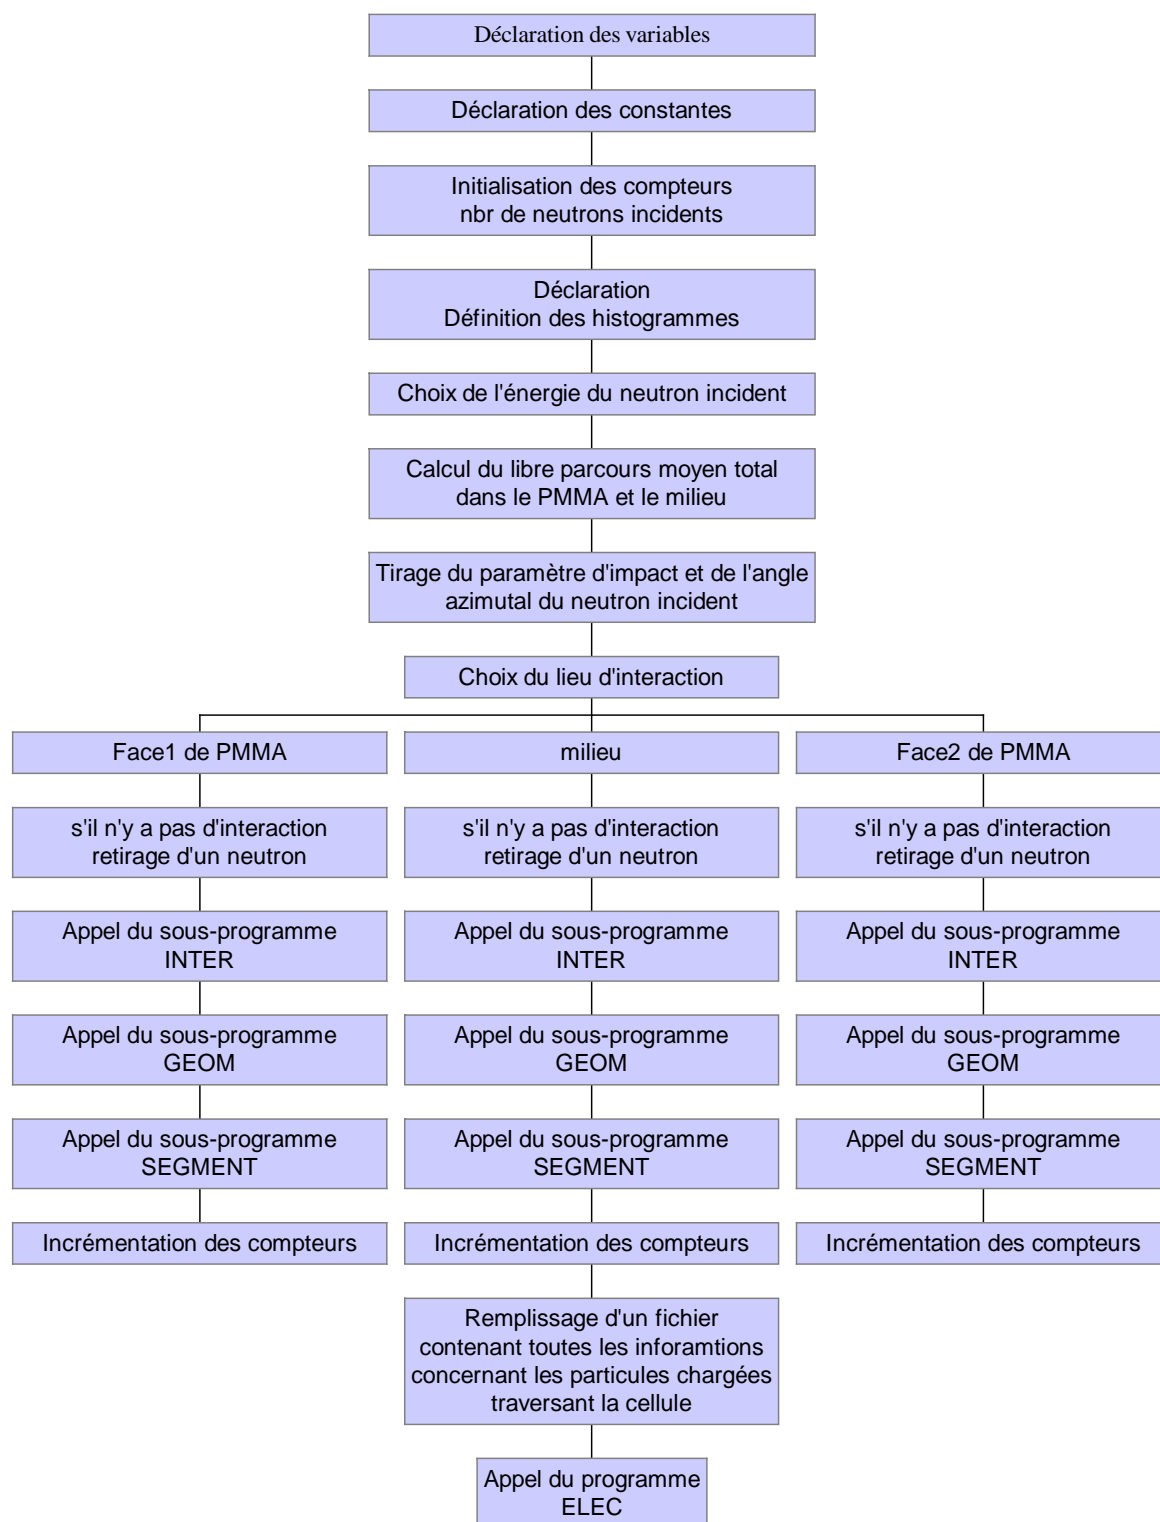 Déclaration des variables
Déclaration des constantes
Initialisation des compteurs
nbr de neutrons incidents
Déclaration
Définition des histogrammes
Choix de l'énergie du neutron incident
Calcul du libre parcours moyen total
dans le PMMA et le milieu
Tirage du paramètre d'impact et de l'angle
azimutal du neutron incident
Choix du lieu d'interaction
Face1 de PMMA
s'il n'y a pas d'interaction
retirage d'un neutron
Appel du sous-programme
INTER
Appel du sous-programme
GEOM
Appel du sous-programme
SEGMENT
Incrémentation des compteurs
milieu
s'il n'y a pas d'interaction
retirage d'un neutron
Appel du sous-programme
INTER
Appel du sous-programme
GEOM
Appel du sous-programme
SEGMENT
Incrémentation des compteurs
Remplissage d'un fichier
contenant toutes les inforamtions
concernant les particules chargées
traversant la cellule
Appel du programme
ELEC
Face2 de PMMA
s'il n'y a pas d'interaction
retirage d'un neutron
Appel du sous-programme
INTER
Appel du sous-programme
GEOM
Appel du sous-programme
SEGMENT
Incrémentation des compteurs